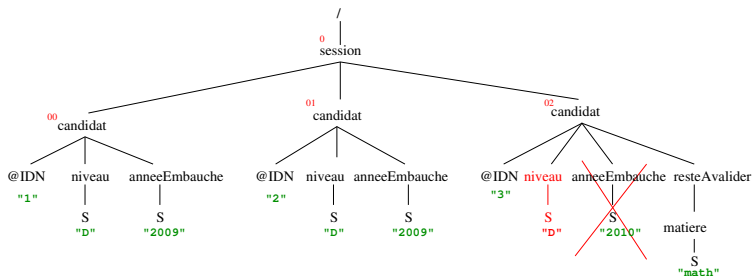 /
0
session
00 01 02
candidat candidat candidat
@IDN niveau anneeEmbauche @IDN niveau anneeEmbauche @IDN niveau anneeEmbauche resteAvalider
"1" "2" "3"
S S S S S S matiere
"D" "2009" "D" "2009" "D" "2010"
S
"math"